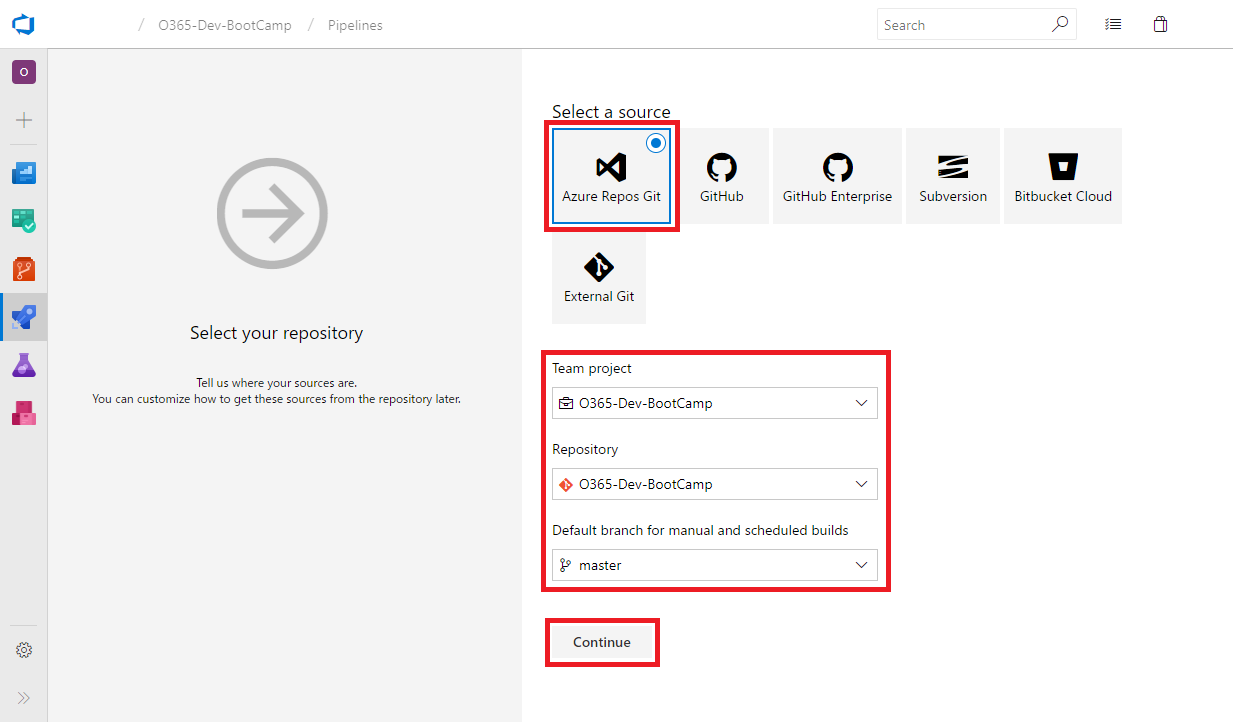 / O365-Dev-BootCamp / Pipelines
Search
O
Select a source
Azure Repos Git
GitHub
GitHub Enterprise
Subversion
Bitbucket Cloud
External Git
Select your repository
Tell us where your sources are.
You can customize how to get these sources from the repository later.
Team project
O365-Dev-BootCamp
Repository
O365-Dev-BootCamp
Default branch for manual and scheduled builds
master
Continue